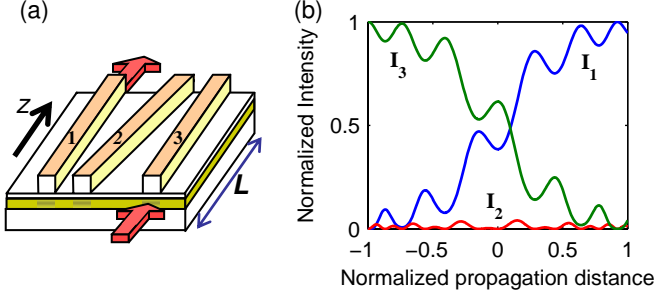 (a)
z
1
2
3
L
(b)
Normalized Intensity
1
0.5
0
I3
I1
I2
−1
−0.5
0
0.5
1
Normalized propagation distance